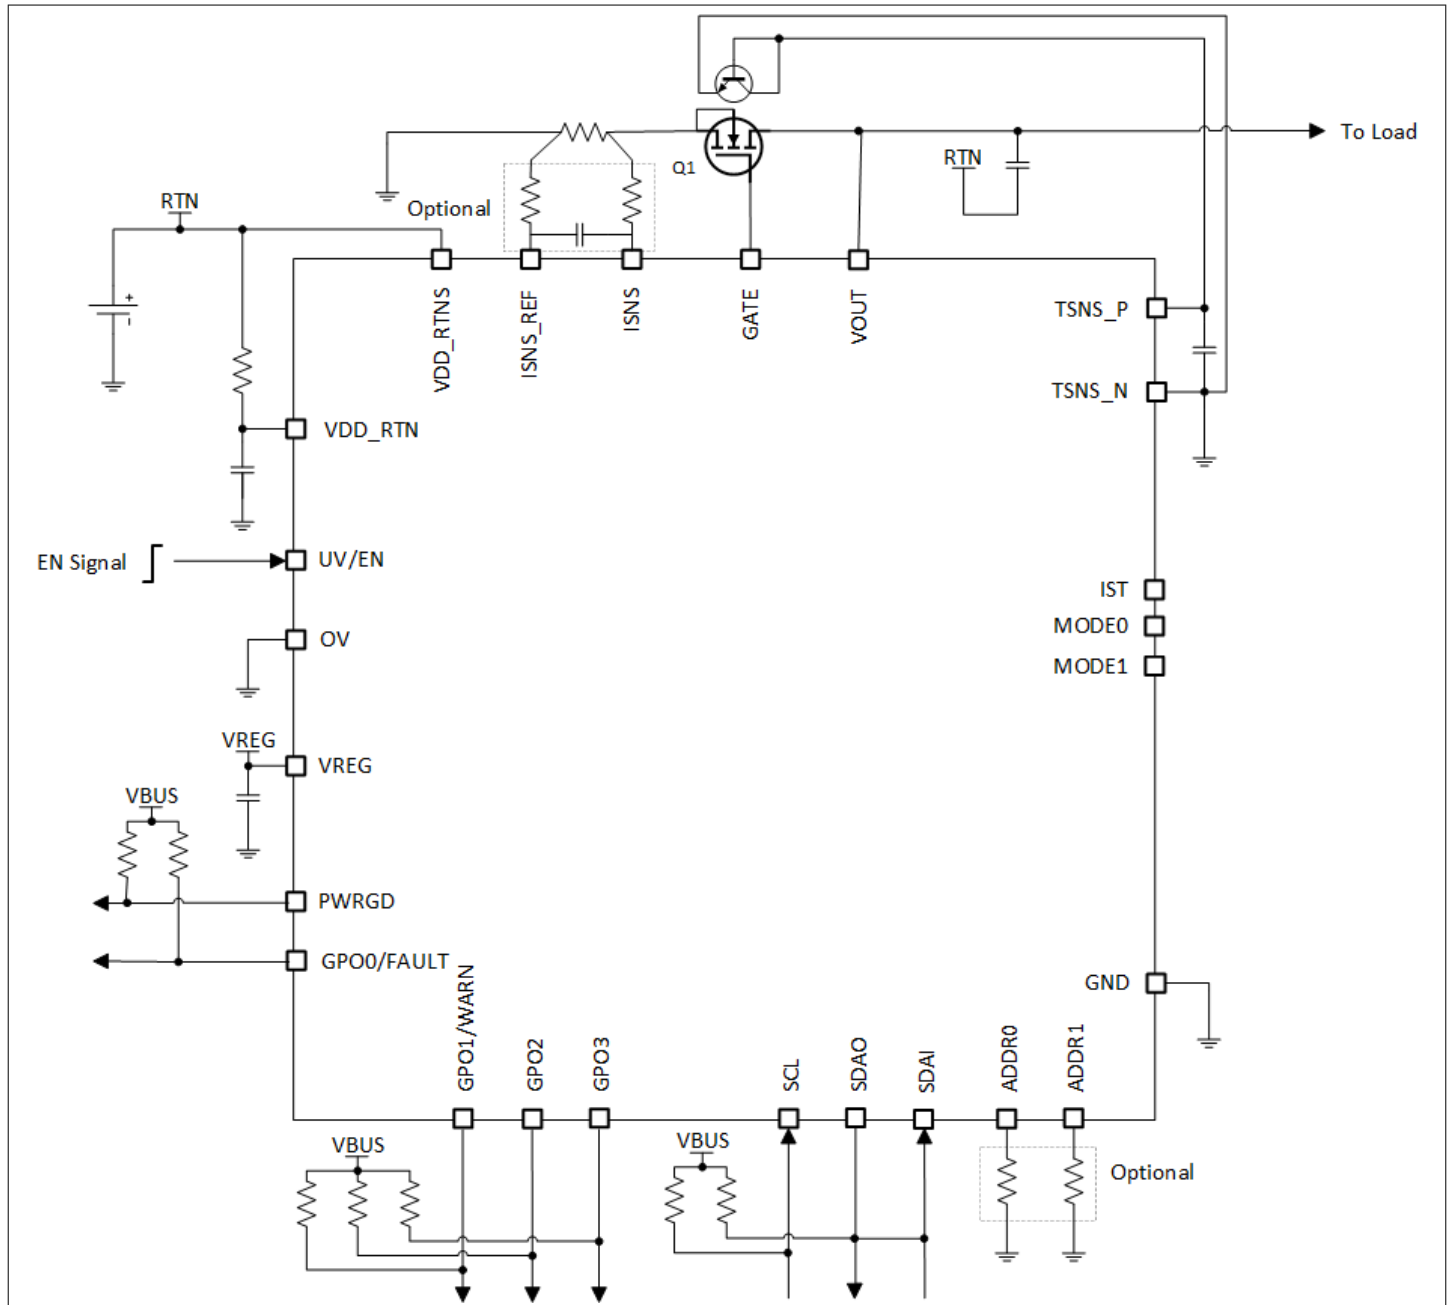 To Load
RTN
Q1
RTN
Optional
+
-
VDD_RTNS
ISNS_REF
ISNS
GATE
VOUT
TSNS_P
TSNS_N
VDD_RTN
EN Signal
UV/EN
IST
MODE0
MODE1
OV
VREG
VREG
VBUS
PWRGD
GPO0/FAULT
GND
GPO1/WARN
GPO2
GPO3
SCL
SDAO
SDAI
ADDR0
ADDR1
VBUS
VBUS
Optional